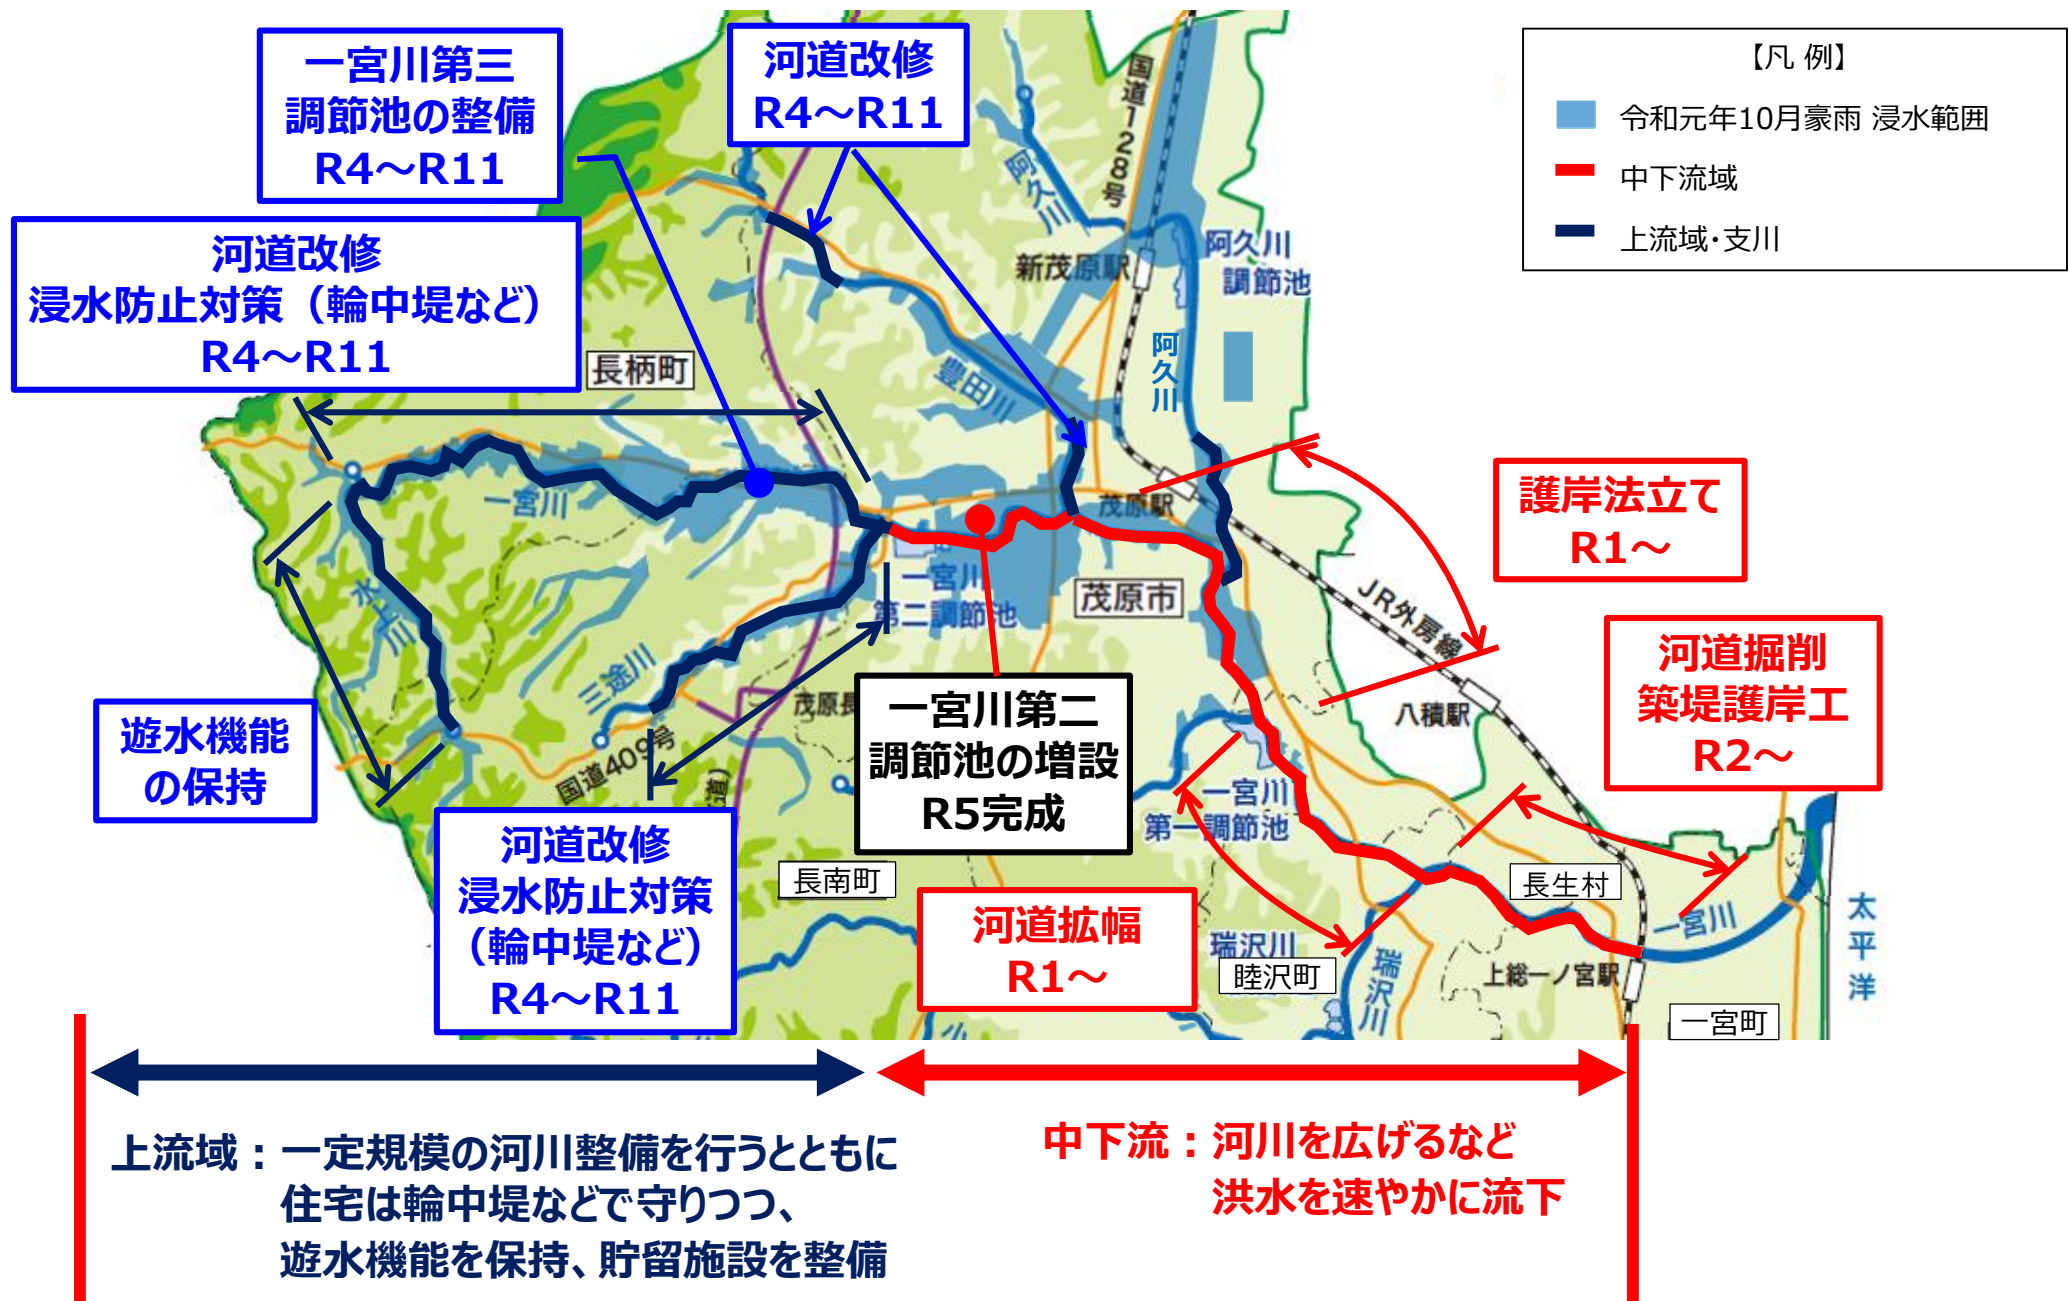 一宮川第三
調節池の整備
R4～R11
河道改修
R4～R11
【凡 例】
令和元年10月豪雨 浸水範囲
中下流域
上流域・支川
河道改修
浸水防止対策（輪中堤など）
R4～R11
国道128号
阿久川
新茂原駅
阿久川
調節池
阿久川
長柄町
豊田川
一宮川
茂原駅
護岸法立て
R1～
一宮川
第二調節池
茂原市
JR外房線
水上川
三途川
河道掘削
築堤護岸工
R2～
遊水機能
の保持
茂原長
一宮川第二
調節池の増設
R5完成
八積駅
国道409号
道）
一宮川
第一調節池
河道改修
浸水防止対策
（輪中堤など）
R4～R11
長南町
長生村
河道拡幅
R1～
瑞沢川
睦沢町
瑞沢川
一宮川
太平洋
上総一ノ宮駅
一宮町
小
上流域：一定規模の河川整備を行うとともに
住宅は輪中堤などで守りつつ、
遊水機能を保持、貯留施設を整備
中下流：河川を広げるなど
洪水を速やかに流下